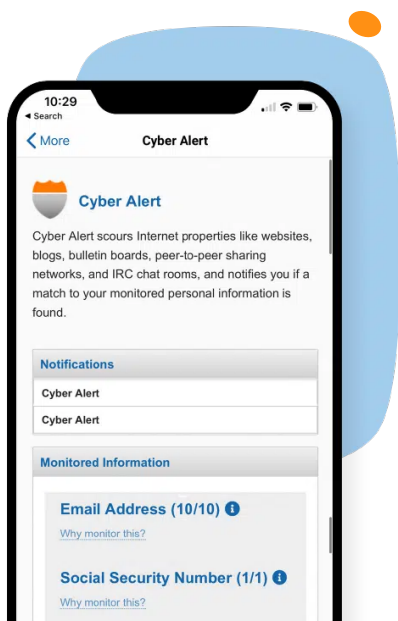 10:29
◂ Search
More
Cyber Alert
Cyber Alert
Cyber Alert scours Internet properties like websites,
blogs, bulletin boards, peer-to-peer sharing
networks, and IRC chat rooms, and notifies you if a
match to your monitored personal information is
found.
Notifications
Cyber Alert
Cyber Alert
Monitored Information
Email Address (10/10)
Why monitor this?
Social Security Number (1/1)
Why monitor this?